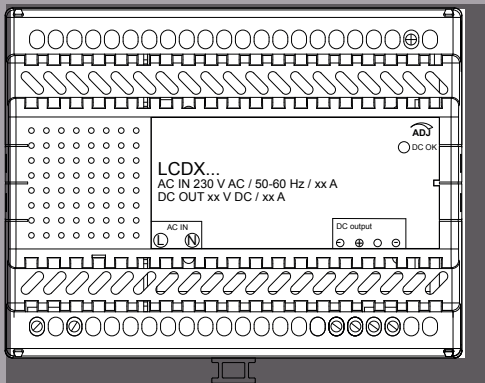 ADJ
DC OK
LCDX...
AC IN 230 V AC / 50-60 Hz / xx A
DC OUT xx V DC / xx A
AC IN
L N
DC output